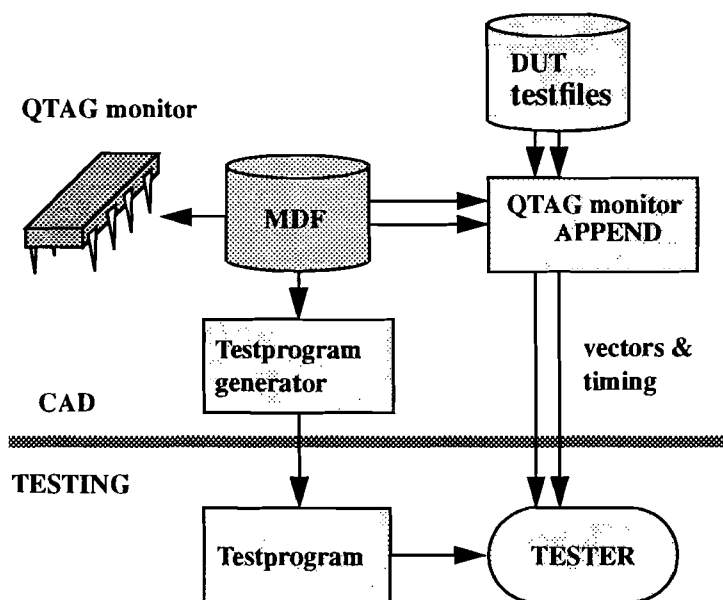 DUT
testfiles
QTAG monitor
MDF
QTAG monitor
APPEND
Testprogram
generator
vectors &
timing
CAD
TESTING
Testprogram
TESTER